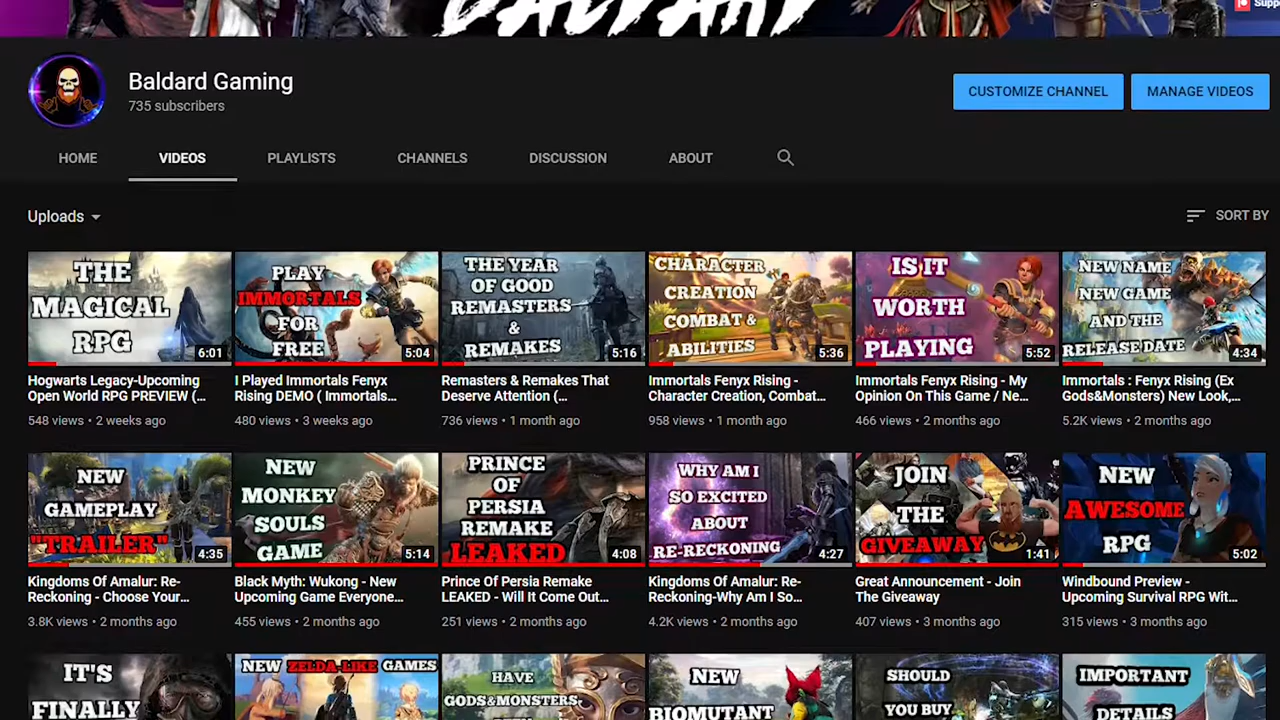 BALDARD
Supp
Baldard Gaming
735 subscribers
CUSTOMIZE CHANNEL
MANAGE VIDEOS
HOME
VIDEOS
PLAYLISTS
CHANNELS
DISCUSSION
ABOUT
Uploads
SORT BY
THE
MAGICAL
RPG
6:01
Hogwarts Legacy-Upcoming
Open World RPG PREVIEW (...
548 views • 2 weeks ago
PLAY
IMMORTALS
FOR
FREE
5:04
I Played Immortals Fenyx
Rising DEMO ( Immortals...
480 views • 3 weeks ago
THE YEAR
OF GOOD
REMASTERS
&
REMAKES
5:16
Remasters & Remakes That
Deserve Attention (...
736 views • 1 month ago
CHARACTER
CREATION
COMBAT &
ABILITIES
5:36
Immortals Fenyx Rising -
Character Creation, Combat...
958 views • 1 month ago
IS IT
WORTH
PLAYING
5:52
Immortals Fenyx Rising - My
Opinion On This Game / Ne...
466 views • 2 months ago
NEW NAME
NEW GAME
AND THE
RELEASE DATE
4:34
Immortals : Fenyx Rising (Ex
Gods&Monsters) New Look,...
5.2K views • 2 months ago
NEW
GAMEPLAY
"TRAILER"
4:35
Kingdoms Of Amalur: Re-
Reckoning - Choose Your...
3.8K views • 2 months ago
NEW
MONKEY
SOULS
GAME
5:14
Black Myth: Wukong - New
Upcoming Game Everyone...
455 views • 2 months ago
PRINCE
OF
PERSIA
REMAKE
LEAKED
4:08
Prince Of Persia Remake
LEAKED - Will It Come Out...
251 views • 2 months ago
WHY AM I
SO EXCITED
ABOUT
RE-RECKONING
4:27
Kingdoms Of Amalur: Re-
Reckoning-Why Am I So...
4.2K views • 2 months ago
JOIN
THE
GIVEAWAY
1:41
Great Announcement - Join
The Giveaway
407 views • 3 months ago
NEW
AWESOME
RPG
5:02
Windbound Preview -
Upcoming Survival RPG Wit...
315 views • 3 months ago
IT'S
FINALLY
NEW ZELDA-LIKE GAMES
HAVE
GODS&MONSTERS
NEW
BIOMUTANT
SHOULD
YOU BUY
IMPORTANT
DETAILS